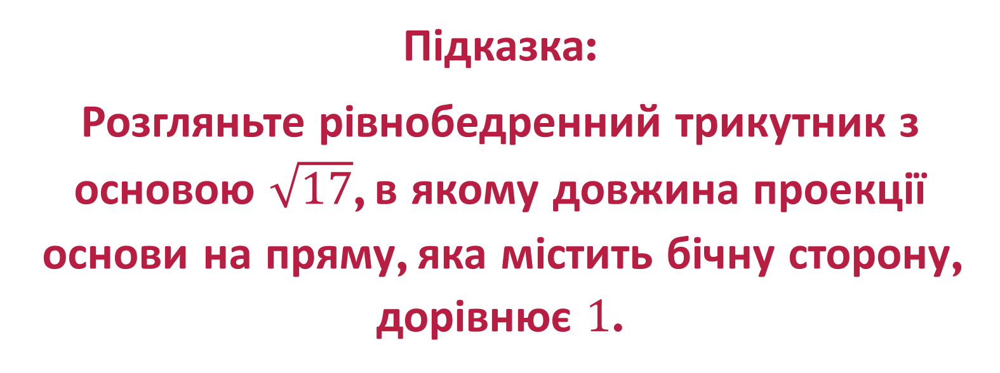 Підказка:
Розгляньте рівнобедренний трикутник з
основою √17, в якому довжина проекції
основи на пряму, яка містить бічну сторону,
дорівнює 1.